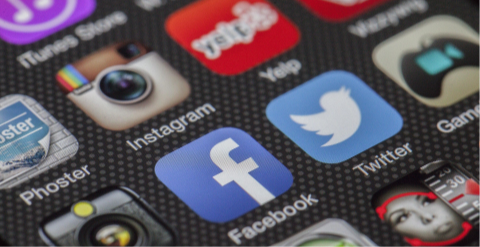 iTunes Store
yelp
Yelp
Instagram
Phoster
f
Facebook
Twitter